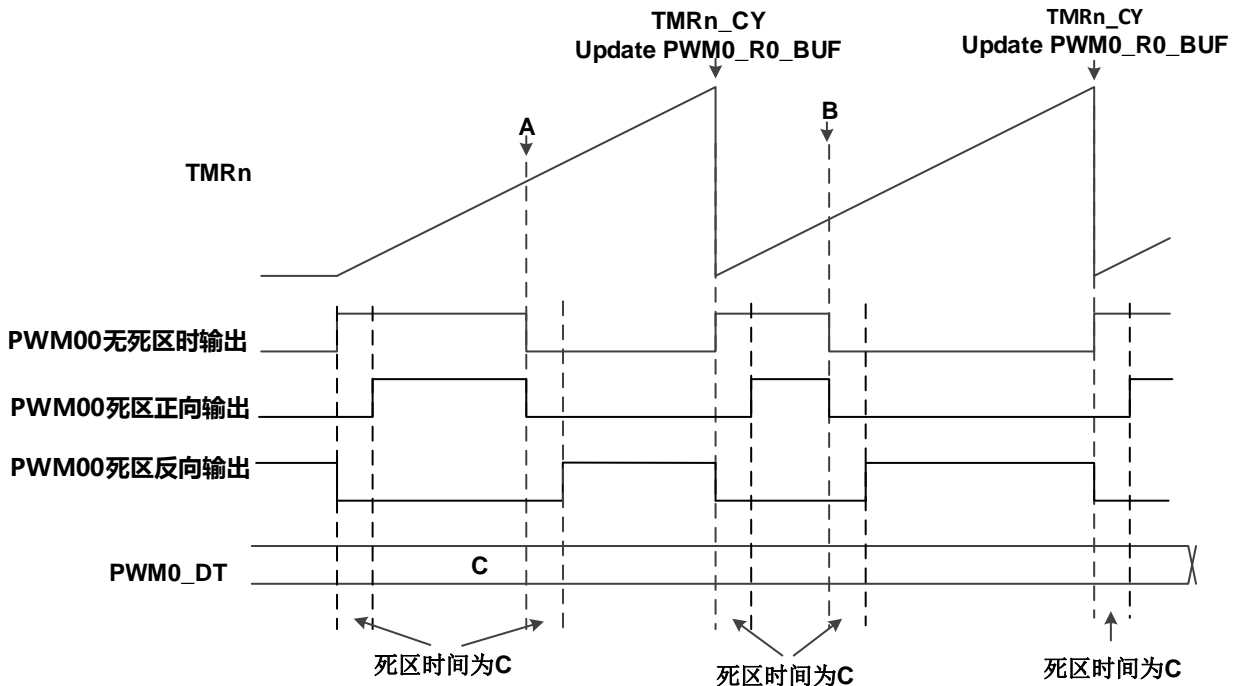 TMRn_CY
Update PWM0_R0_BUF
TMRn_CY
Update PWM0_R0_BUF
A
B
TMRn
PWM00无死区时输出
PWM00死区正向输出
PWM00死区反向输出
PWM0_DT
C
死区时间为C
死区时间为C
死区时间为C